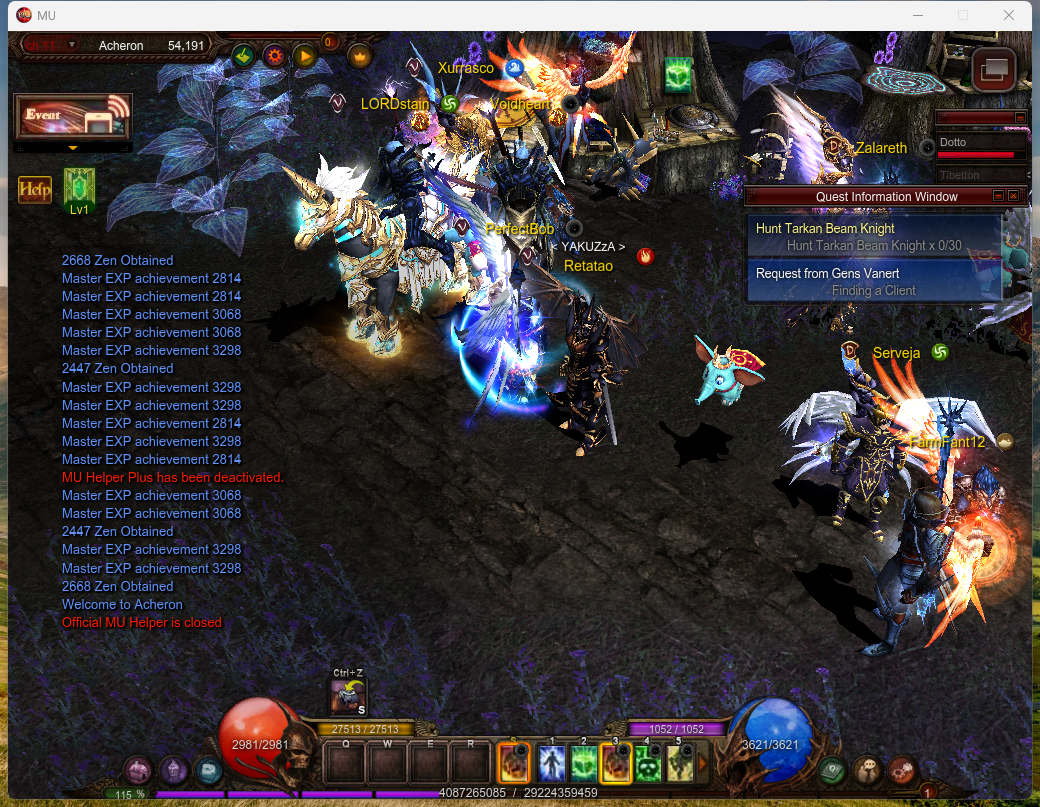 MU
Acheron 54,191
0
Xurrasco
LORDstain
Voidheart
Event
Zalareth
D
Dotto
Tibetton
Help
Lv1
Quest Information Window
Hunt Tarkan Beam Knight
Hunt Tarkan Beam Knight x 0/30
Request from Gens Vanert
Finding a Client
PerfectBob
< YAKUZzA >
Retatao
2668 Zen Obtained
Master EXP achievement 2814
Master EXP achievement 2814
Master EXP achievement 3068
Master EXP achievement 3068
Master EXP achievement 3298
2447 Zen Obtained
Master EXP achievement 3298
Master EXP achievement 3298
Master EXP achievement 2814
Master EXP achievement 3298
Master EXP achievement 2814
MU Helper Plus has been deactivated.
Master EXP achievement 3068
Master EXP achievement 3068
2447 Zen Obtained
Master EXP achievement 3298
Master EXP achievement 3298
2668 Zen Obtained
Welcome to Acheron
Official MU Helper is closed
D
Serveja
FarmFant12
Ctrl+Z
S
27513 / 27513
1052 / 1052
2981/2981
Q W E R
1 2 3 4 5
3621/3621
115 %
4087265085 / 29224359459
1